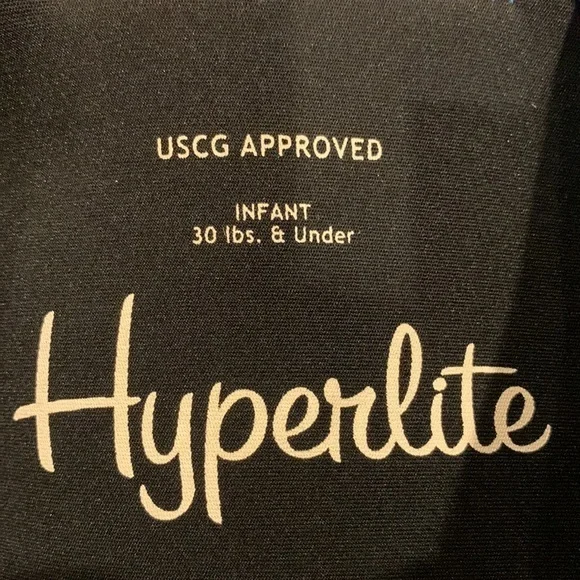 USCG APPROVED
INFANT
30 lbs. & Under
Hyperlite